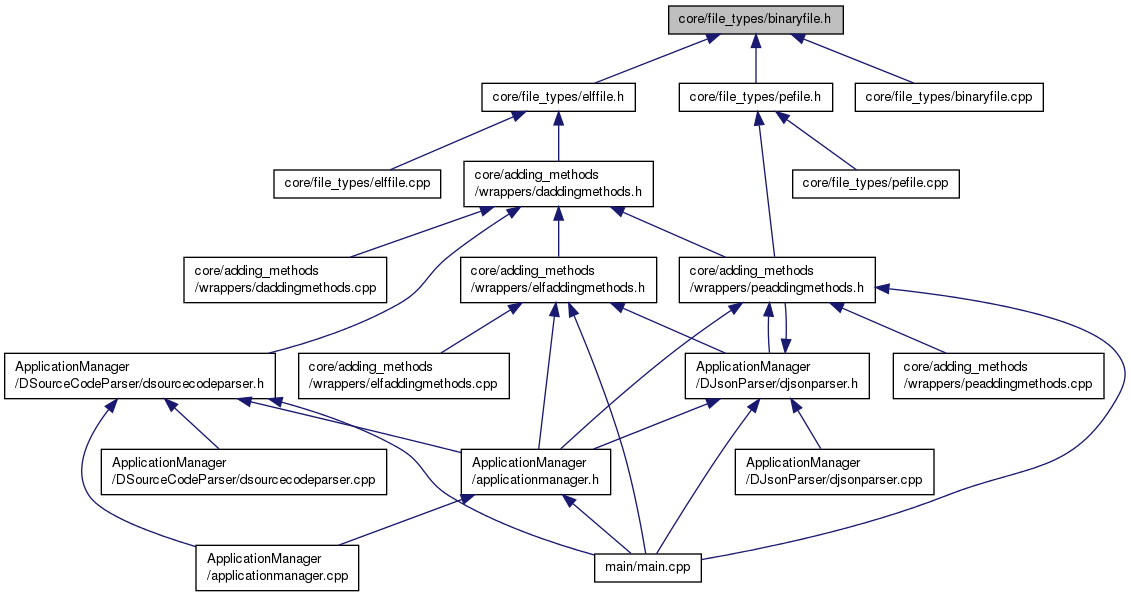 core/file_types/binaryfile.h
core/file_types/elffile.h
core/file_types/pefile.h
core/file_types/binaryfile.cpp
core/file_types/elffile.cpp
core/adding_methods
/wrappers/daddingmethods.h
core/file_types/pefile.cpp
core/adding_methods
/wrappers/daddingmethods.cpp
core/adding_methods
/wrappers/elfaddingmethods.h
core/adding_methods
/wrappers/peaddingmethods.h
ApplicationManager
/DSourceCodeParser/dsourcecodeparser.h
core/adding_methods
/wrappers/elfaddingmethods.cpp
ApplicationManager
/DJsonParser/djsonparser.h
core/adding_methods
/wrappers/peaddingmethods.cpp
ApplicationManager
/DSourceCodeParser/dsourcecodeparser.cpp
ApplicationManager
/applicationmanager.h
ApplicationManager
/DJsonParser/djsonparser.cpp
ApplicationManager
/applicationmanager.cpp
main/main.cpp